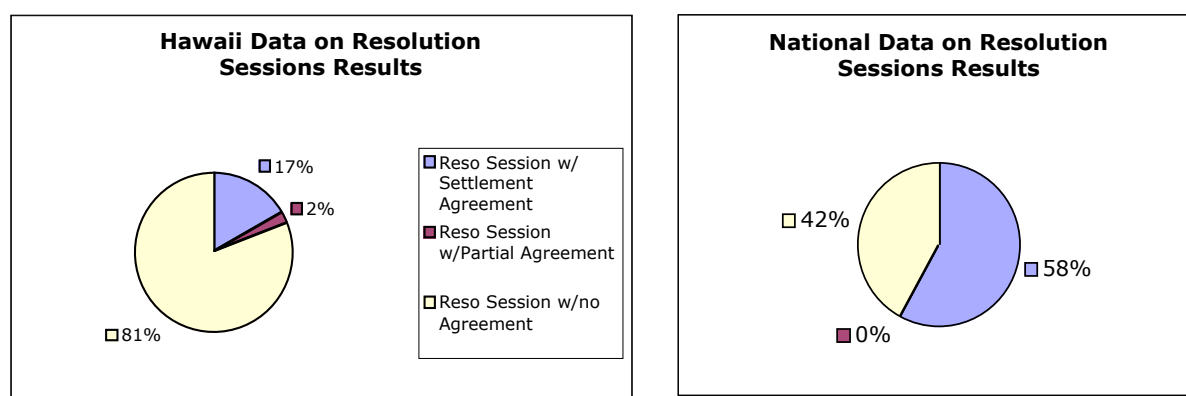 Hawaii Data on Resolution
Sessions Results
17%
2%
81%
Reso Session w/
Settlement
Agreement
Reso Session
w/Partial Agreement
Reso Session w/no
Agreement
National Data on Resolution
Sessions Results
42%
58%
0%